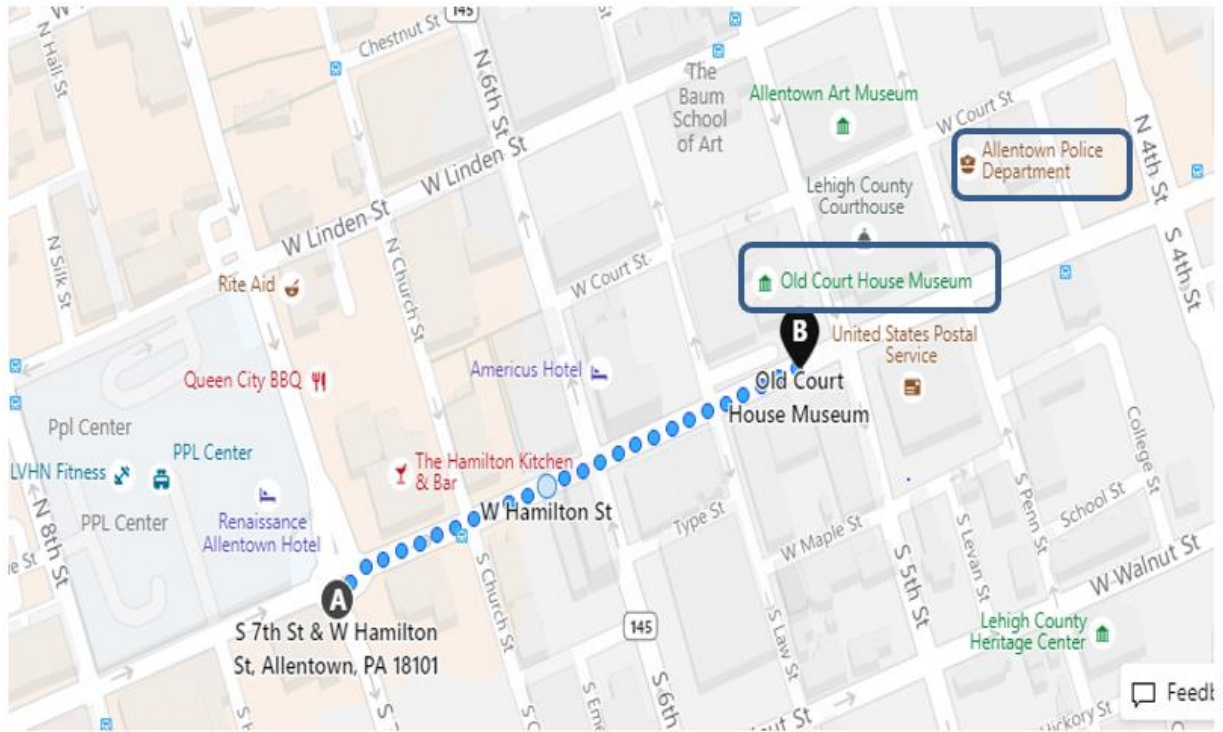 145
N Hall St
Chestnut St
N 6th St
The
Baum
School
of Art
Allentown Art Museum
W Court St
Allentown Police
Department
N 4th St
W Linden St
Lehigh County
Courthouse
W Linden St
N Silk St
N Church St
Rite Aid
W Court St
Old Court House Museum
S 4th St
B
United States Postal
Service
Americus Hotel
Queen City BBQ
Old Court
House Museum
Ppl Center
PPL Center
LVHN Fitness
The Hamilton Kitchen
& Bar
College St
N 8th St
PPL Center
Renaissance
Allentown Hotel
W Hamilton St
Type St
W Maple St
S Penn St
School St
S Levan St
S 5th St
W Walnut St
S Church St
A
S 7th St & W Hamilton
St, Allentown, PA 18101
145
S Law St
Lehigh County
Heritage Center
S 6th
Hickory St
Feedb